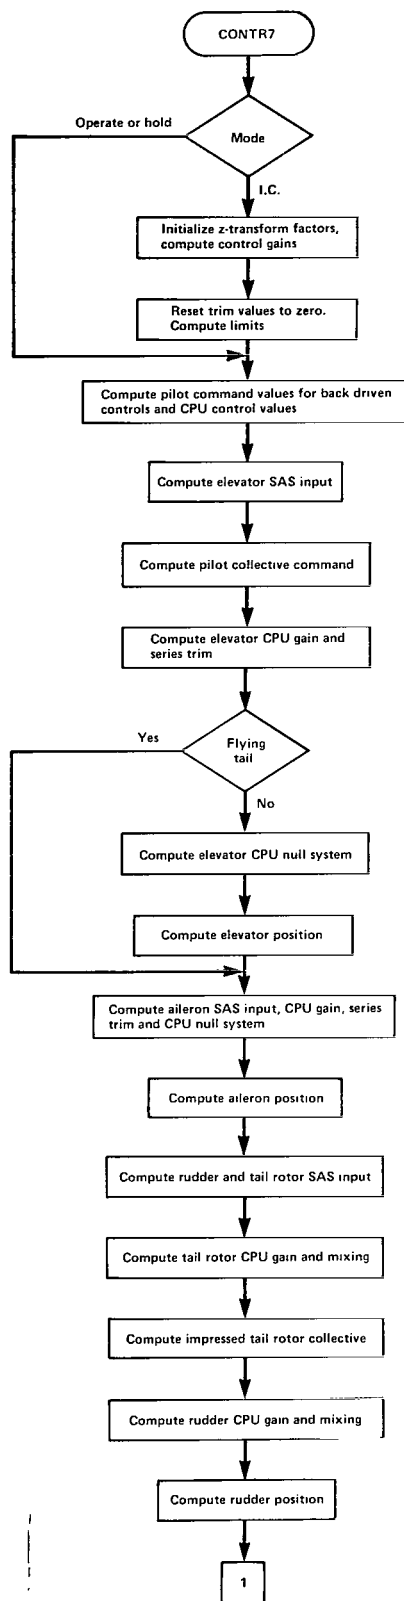 CONTR7
Operate or hold
Mode
I.C.
Initialize z-transform factors,
compute control gains
Reset trim values to zero.
Compute limits
Compute pilot command values for back driven
controls and CPU control values
Compute elevator SAS input
Compute pilot collective command
Compute elevator CPU gain and
series trim
Yes
Flying
tail
No
Compute elevator CPU null system
Compute elevator position
Compute aileron SAS input, CPU gain, series
trim and CPU null system
Compute aileron position
Compute rudder and tail rotor SAS input
Compute tail rotor CPU gain and mixing
Compute impressed tail rotor collective
Compute rudder CPU gain and mixing
Compute rudder position
1